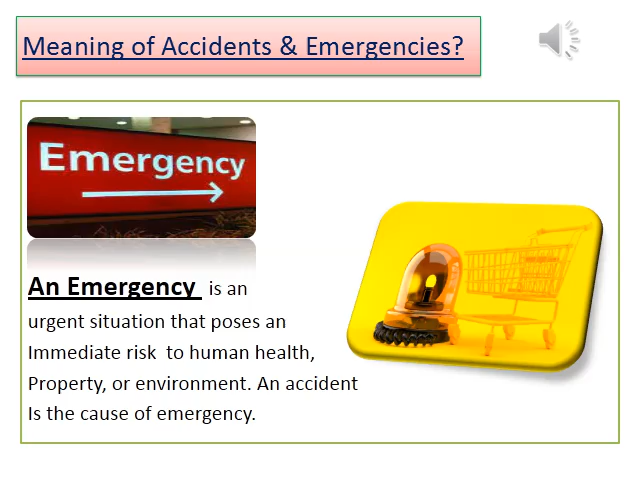 Meaning of Accidents & Emergencies?
Emergency
An Emergency is an
urgent situation that poses an
Immediate risk to human health,
Property, or environment. An accident
Is the cause of emergency.